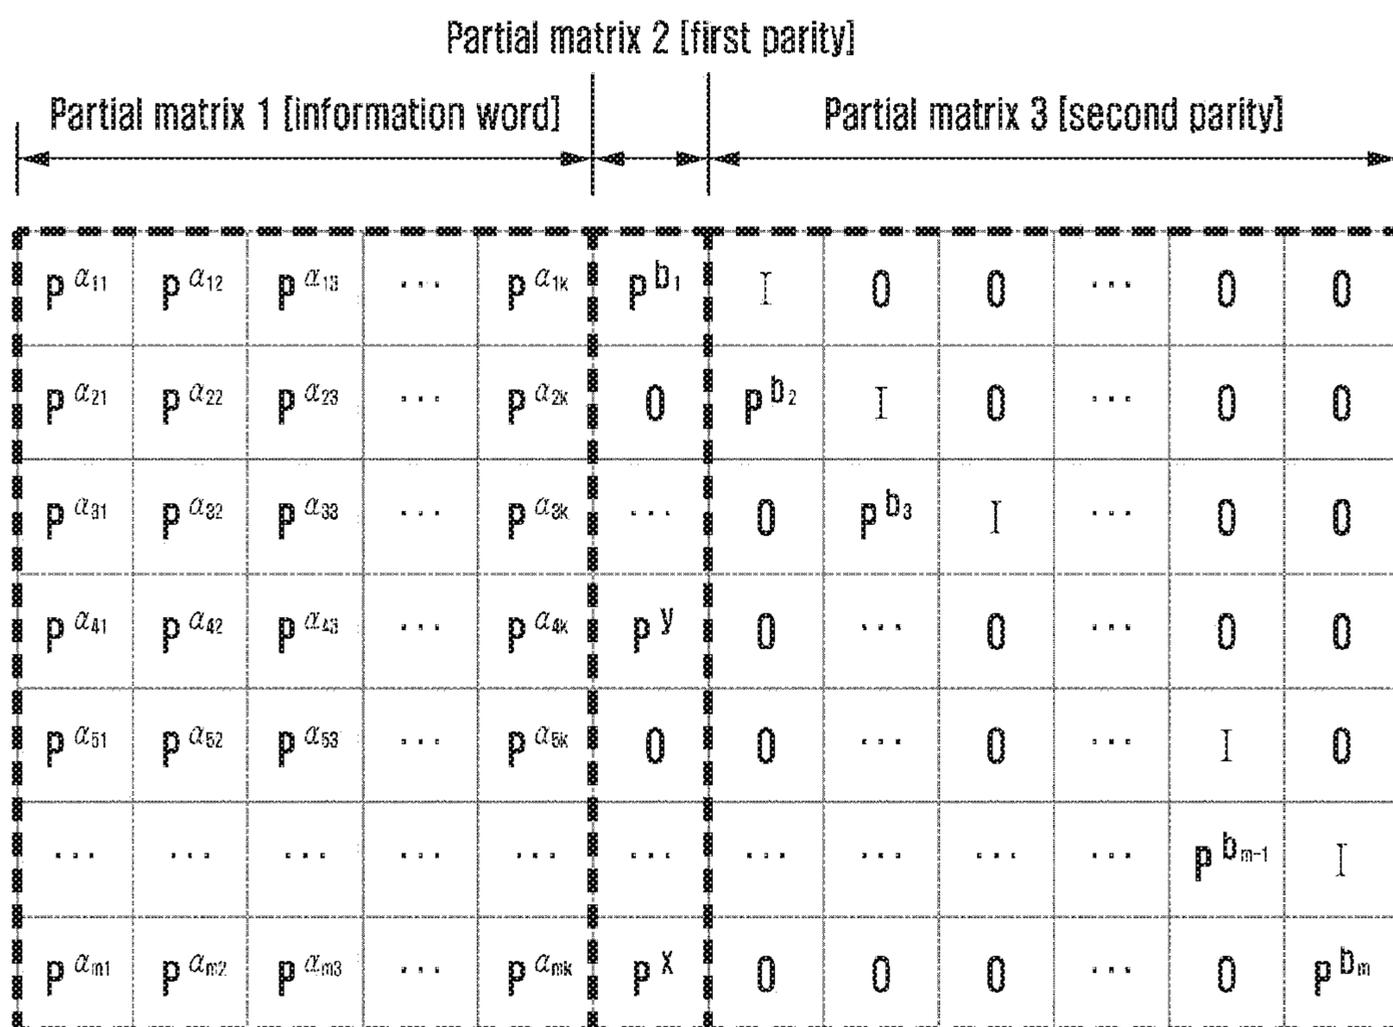 Partial matrix 2 [first parity]
Partial matrix 1 [information word] Partial matrix 3 [second parity]
P^α₁₁ P^α₁₂ P^α₁₃ ... P^α₁ₖ P^b₁ I 0 0 ... 0 0
P^α₂₁ P^α₂₂ P^α₂₃ ... P^α₂ₖ 0 P^b₂ I 0 ... 0 0
P^α₃₁ P^α₃₂ P^α₃₃ ... P^α₃ₖ ... 0 P^b₃ I ... 0 0
P^α₄₁ P^α₄₂ P^α₄₃ ... P^α₄ₖ P^y 0 ... 0 ... 0 0
P^α₅₁ P^α₅₂ P^α₅₃ ... P^α₅ₖ 0 0 ... 0 ... I 0
... ... ... ... ... ... ... ... ... ... P^bₘ₋₁ I
P^αₘ₁ P^αₘ₂ P^αₘ₃ ... P^αₘₖ P^x 0 0 0 ... 0 P^bₘ